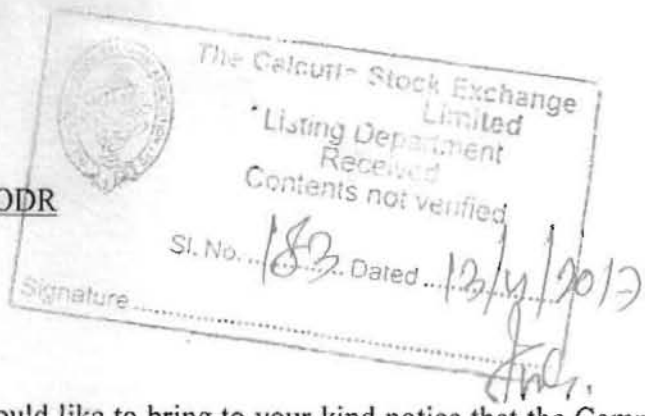 The Calcutta Stock Exchange
Limited
Listing Department
Received
Contents not verified
ODR
Sl. No. 183 Dated 13/4/2017
Signature
ould like to bring to your kind notice that the Comp